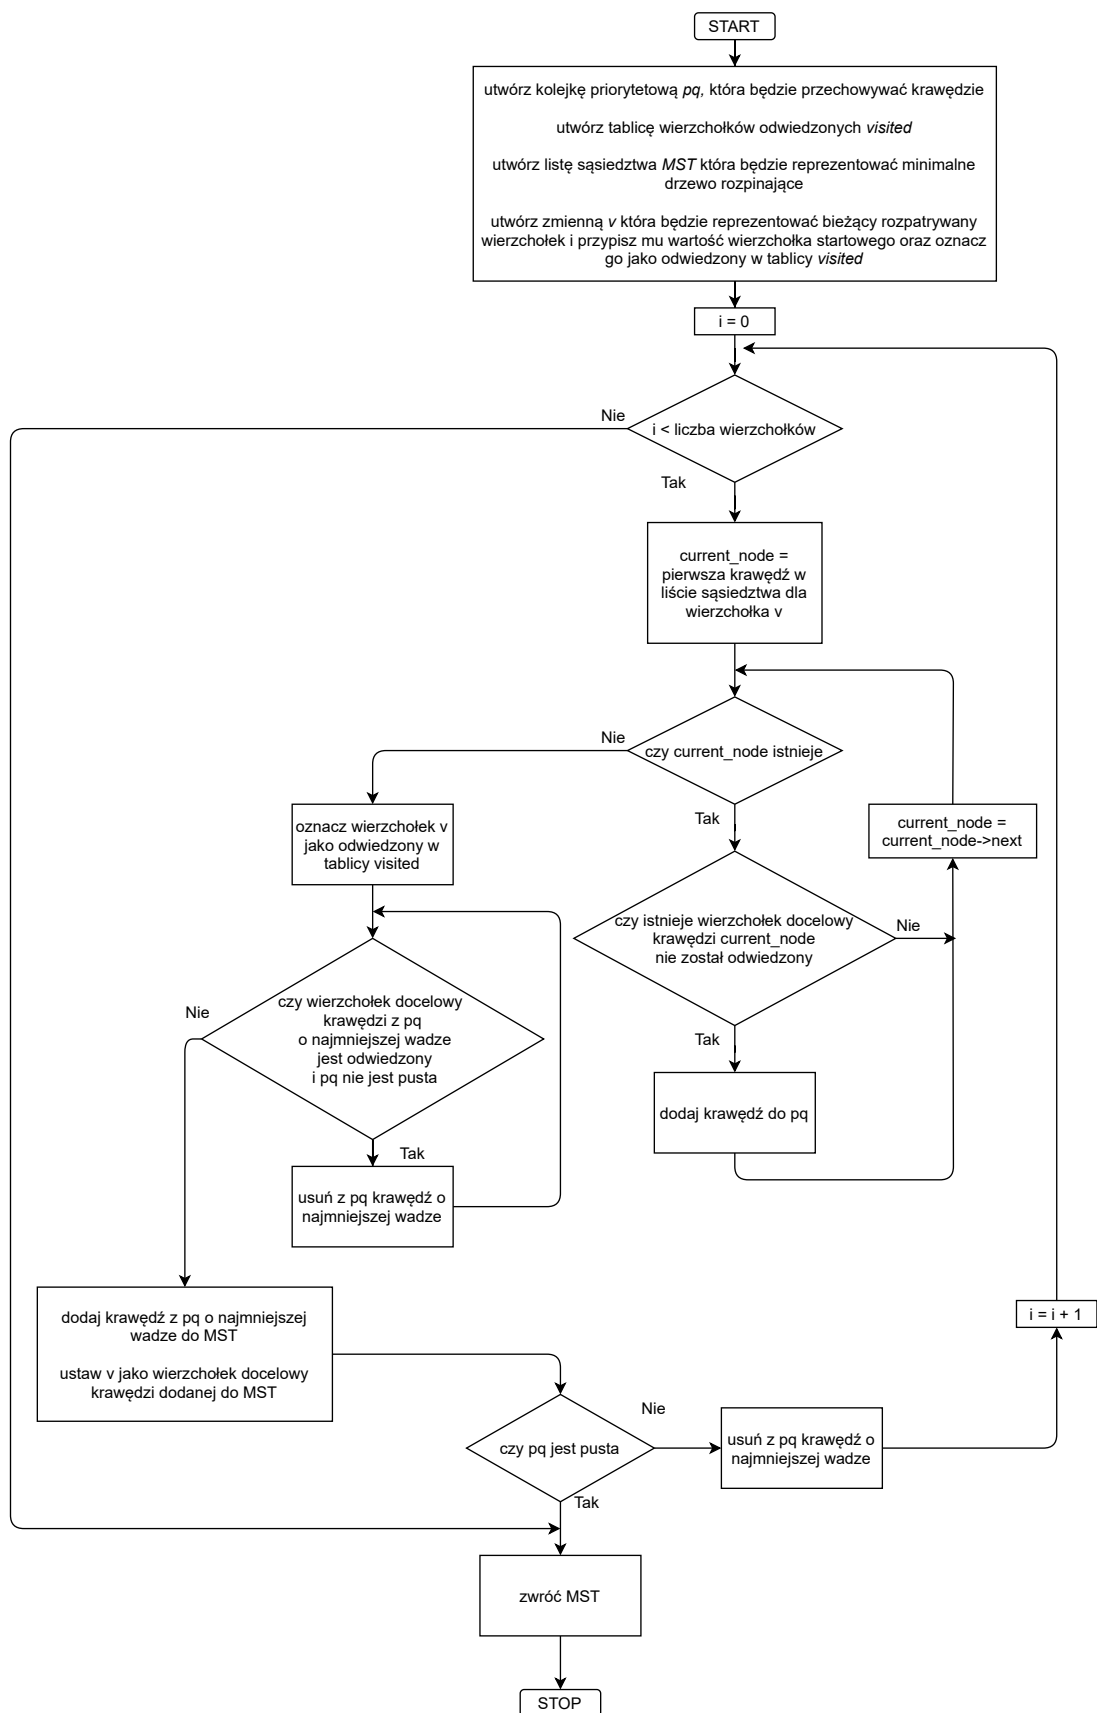 START
utwórz kolejkę priorytetową pq, która będzie przechowywać krawędzie
utwórz tablicę wierzchołków odwiedzonych visited
utwórz listę sąsiedztwa MST która będzie reprezentować minimalne
drzewo rozpinające
utwórz zmienną v która będzie reprezentować bieżący rozpatrywany
wierzchołek i przypisz mu wartość wierzchołka startowego oraz oznacz
go jako odwiedzony w tablicy visited
i = 0
Nie
i < liczba wierzchołków
Tak
current_node =
pierwsza krawędź w
liście sąsiedztwa dla
wierzchołka v
Nie
czy current_node istnieje
Tak
oznacz wierzchołek v
jako odwiedzony w
tablicy visited
current_node =
current_node->next
czy istnieje wierzchołek docelowy
krawędzi current_node
nie został odwiedzony
Nie
Tak
dodaj krawędź do pq
Nie
czy wierzchołek docelowy
krawędzi z pq
o najmniejszej wadze
jest odwiedzony
i pq nie jest pusta
Tak
usuń z pq krawędź o
najmniejszej wadze
dodaj krawędź z pq o najmniejszej
wadze do MST
ustaw v jako wierzchołek docelowy
krawędzi dodanej do MST
i = i + 1
czy pq jest pusta
Nie
usuń z pq krawędź o
najmniejszej wadze
Tak
zwróć MST
STOP